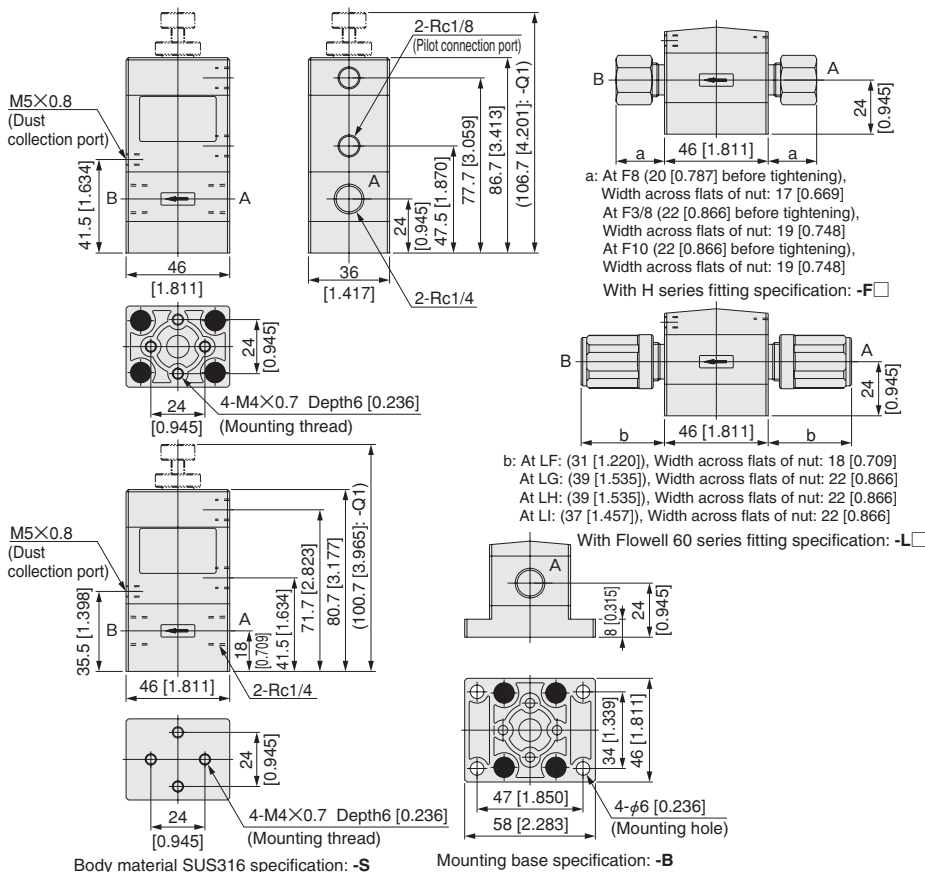 2-Rc1/8
(Pilot connection port)
M5×0.8
(Dust
collection port)
B
A
41.5 [1.634]
46
[1.811]
A
24
[0.945]
47.5 [1.870]
77.7 [3.059]
86.7 [3.413]
(106.7 [4.201]: -Q1)
36
[1.417]
2-Rc1/4
24
[0.945]
24
[0.945]
4-M4×0.7 Depth6 [0.236]
(Mounting thread)
B
A
24
[0.945]
a
46 [1.811]
a
a: At F8 (20 [0.787] before tightening),
Width across flats of nut: 17 [0.669]
At F3/8 (22 [0.866] before tightening),
Width across flats of nut: 19 [0.748]
At F10 (22 [0.866] before tightening),
Width across flats of nut: 19 [0.748]
With H series fitting specification: -F□
B
A
24
[0.945]
b
46 [1.811]
b
b: At LF: (31 [1.220]), Width across flats of nut: 18 [0.709]
At LG: (39 [1.535]), Width across flats of nut: 22 [0.866]
At LH: (39 [1.535]), Width across flats of nut: 22 [0.866]
At LI: (37 [1.457]), Width across flats of nut: 22 [0.866]
With Flowell 60 series fitting specification: -L□
M5×0.8
(Dust
collection port)
B
A
35.5 [1.398]
18
[0.709]
41.5 [1.634]
71.7 [2.823]
80.7 [3.177]
(100.7 [3.965]: -Q1)
46 [1.811]
2-Rc1/4
24
[0.945]
24
[0.945]
4-M4×0.7 Depth6 [0.236]
(Mounting thread)
Body material SUS316 specification: -S
A
8 [0.315]
24
[0.945]
34 [1.339]
46 [1.811]
47 [1.850]
58 [2.283]
4-φ6 [0.236]
(Mounting hole)
Mounting base specification: -B